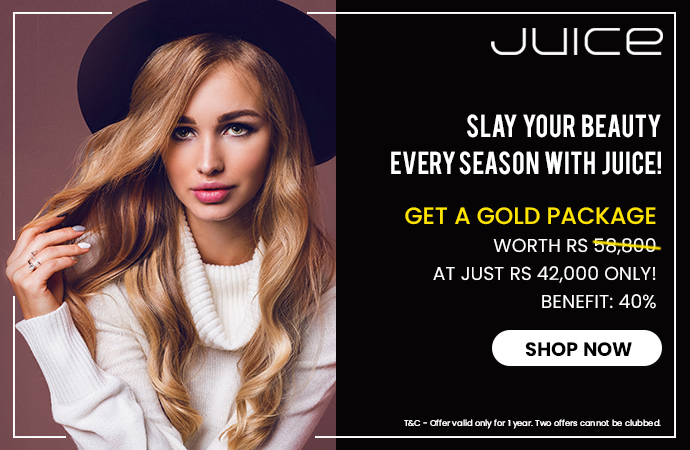 JUICE
SLAY YOUR BEAUTY
EVERY SEASON WITH JUICE!
GET A GOLD PACKAGE
WORTH RS 58,800
AT JUST RS 42,000 ONLY!
BENEFIT: 40%
SHOP NOW
T&C - Offer valid only for 1 year. Two offers cannot be clubbed.